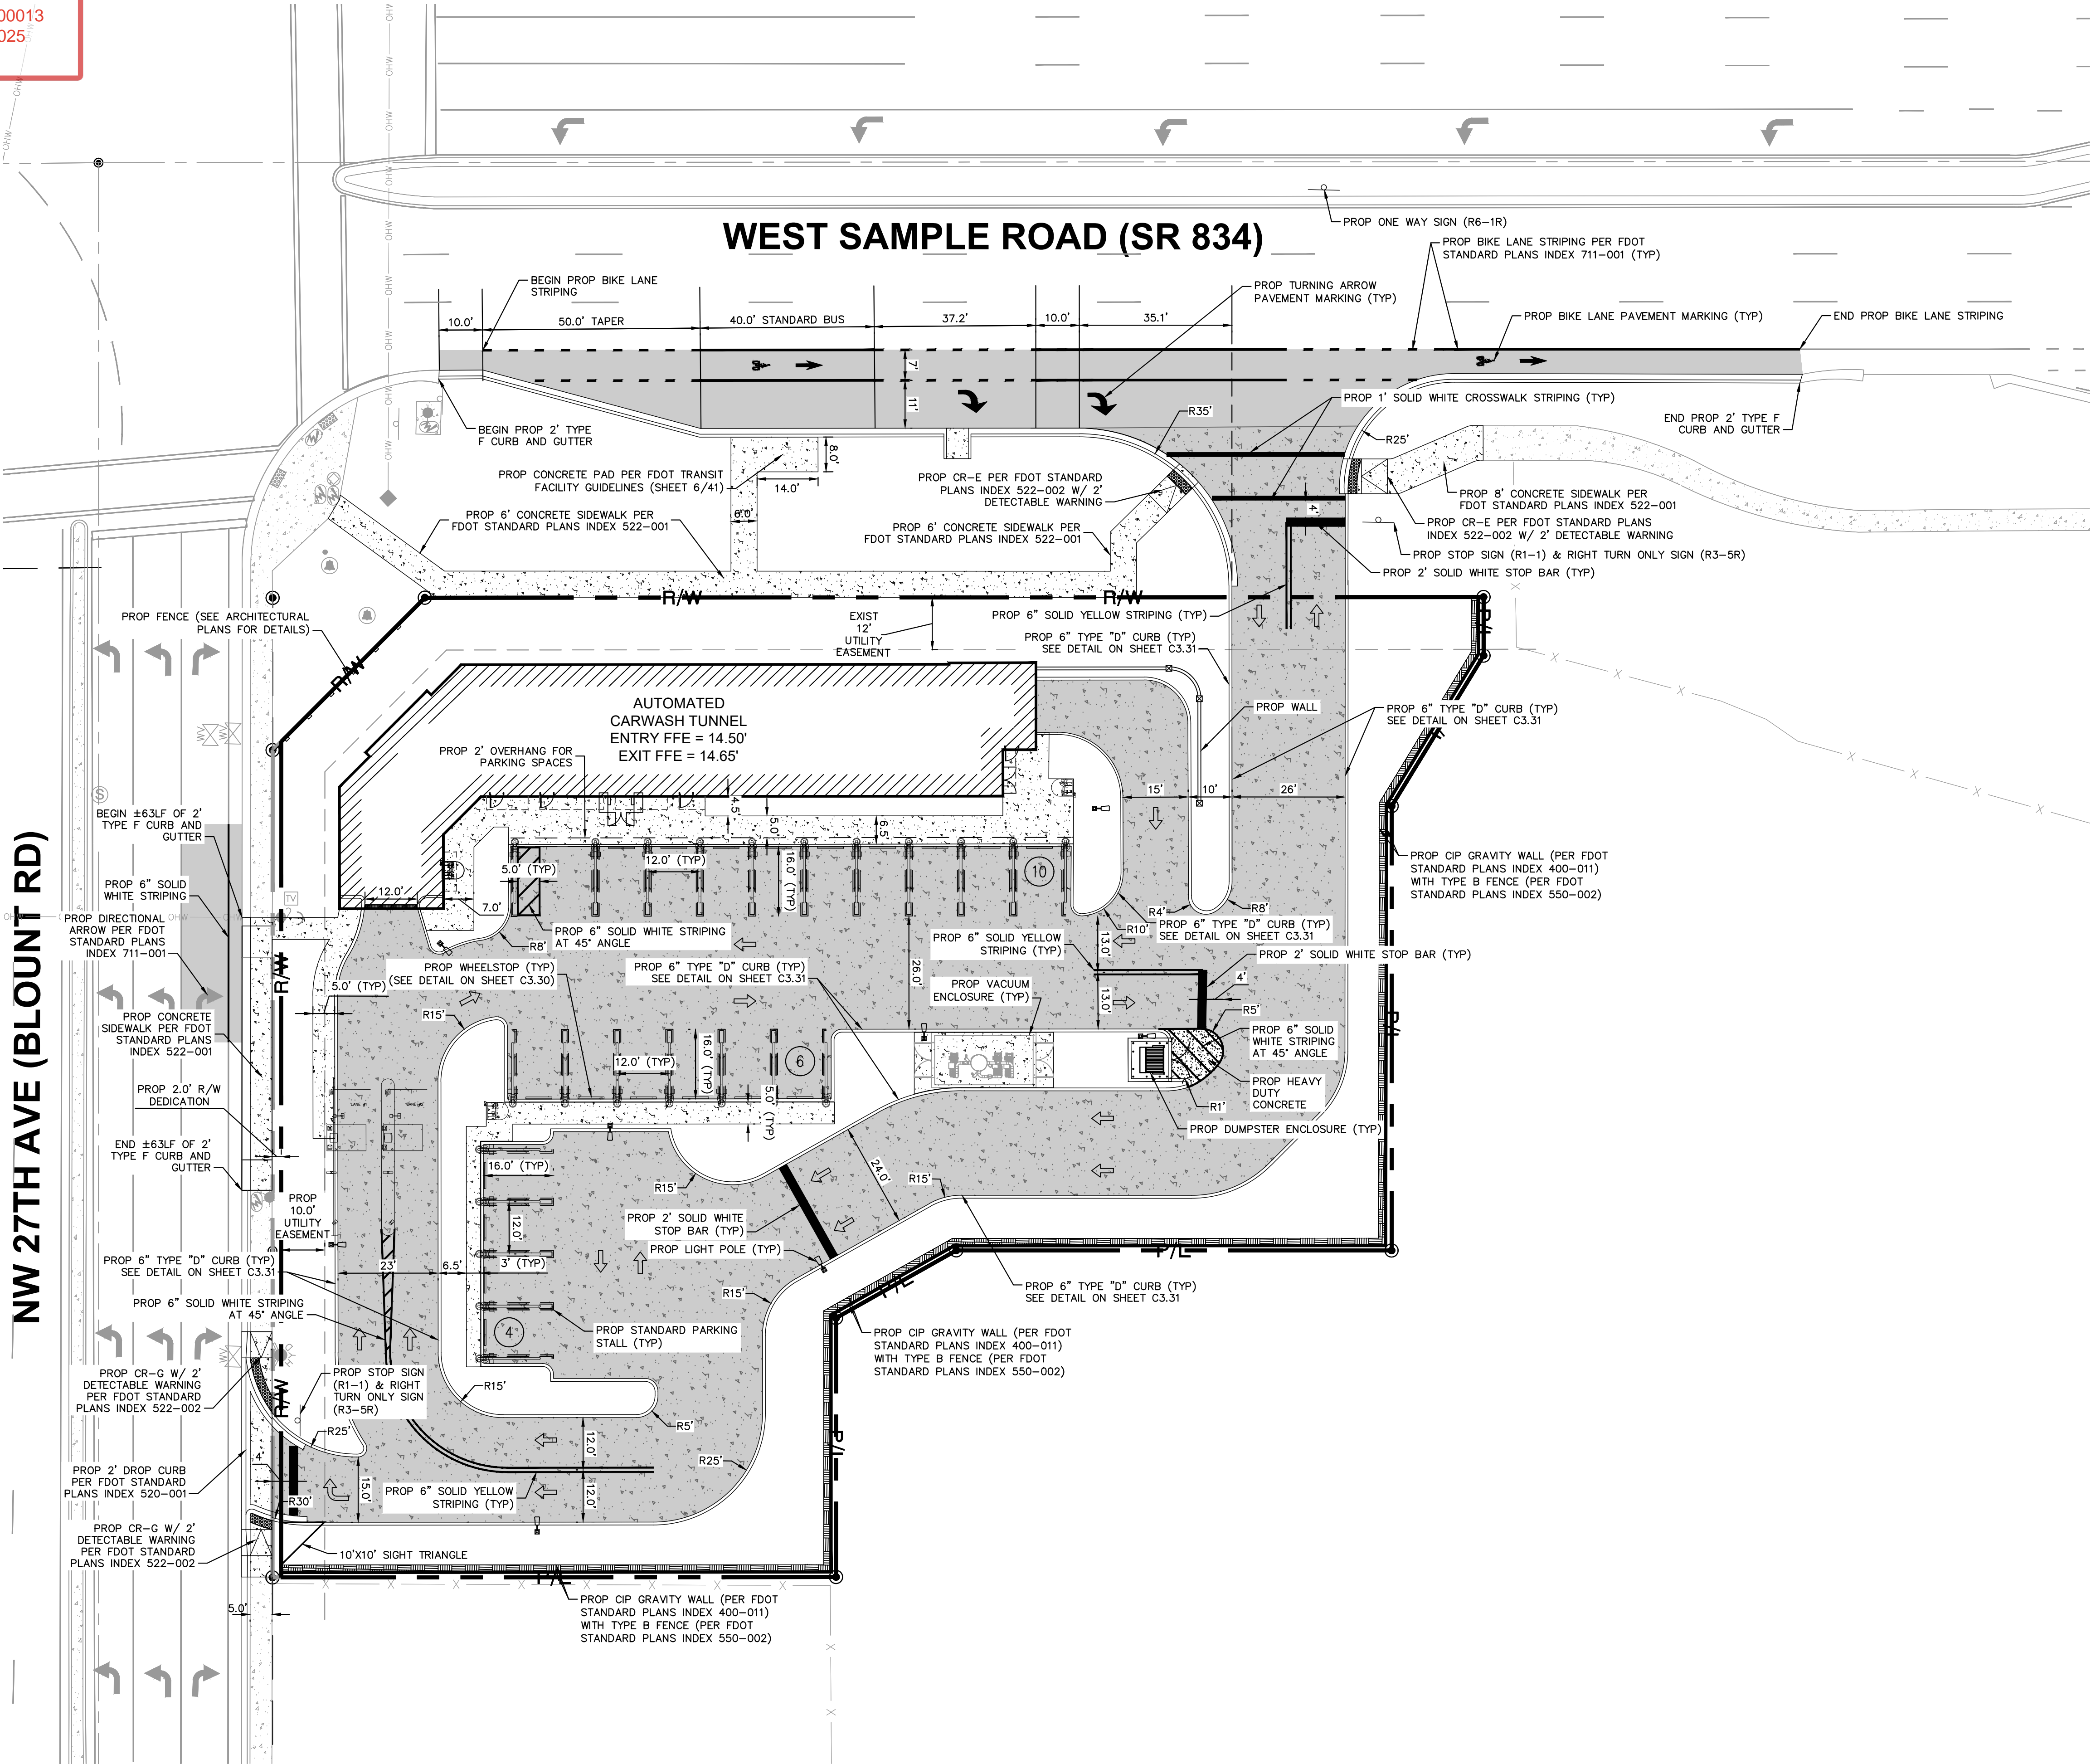 00013
025
WEST SAMPLE ROAD (SR 834)
PROP ONE WAY SIGN (R6-1R)
PROP BIKE LANE STRIPING PER FDOT
STANDARD PLANS INDEX 711-001 (TYP)
BEGIN PROP BIKE LANE
STRIPING
PROP TURNING ARROW
PAVEMENT MARKING (TYP)
10.0'
50.0' TAPER
40.0' STANDARD BUS
37.2'
10.0'
35.1'
PROP BIKE LANE PAVEMENT MARKING (TYP)
END PROP BIKE LANE STRIPING
7'
11'
BEGIN PROP 2' TYPE
F CURB AND GUTTER
R35'
PROP 1' SOLID WHITE CROSSWALK STRIPING (TYP)
END PROP 2' TYPE F
CURB AND GUTTER
R25'
8.0'
14.0'
6.0'
PROP CONCRETE PAD PER FDOT TRANSIT
FACILITY GUIDELINES (SHEET 6/41)
PROP CR-E PER FDOT STANDARD
PLANS INDEX 522-002 W/ 2'
DETECTABLE WARNING
PROP 6' CONCRETE SIDEWALK PER
FDOT STANDARD PLANS INDEX 522-001
PROP 6' CONCRETE SIDEWALK PER
FDOT STANDARD PLANS INDEX 522-001
4'
PROP 8' CONCRETE SIDEWALK PER
FDOT STANDARD PLANS INDEX 522-001
PROP CR-E PER FDOT STANDARD PLANS
INDEX 522-002 W/ 2' DETECTABLE WARNING
PROP STOP SIGN (R1-1) & RIGHT TURN ONLY SIGN (R3-5R)
PROP 2' SOLID WHITE STOP BAR (TYP)
R/W
R/W
PROP FENCE (SEE ARCHITECTURAL
PLANS FOR DETAILS)
R/W
EXIST
12'
UTILITY
EASEMENT
PROP 6" SOLID YELLOW STRIPING (TYP)
PROP 6" TYPE "D" CURB (TYP)
SEE DETAIL ON SHEET C3.31
P/L
AUTOMATED
CARWASH TUNNEL
ENTRY FFE = 14.50'
EXIT FFE = 14.65'
PROP 2' OVERHANG FOR
PARKING SPACES
PROP WALL
PROP 6" TYPE "D" CURB (TYP)
SEE DETAIL ON SHEET C3.31
4.5'
5.0'
6.5'
15'
10'
26'
NW 27TH AVE (BLOUNT RD)
BEGIN ±63LF OF 2'
TYPE F CURB AND
GUTTER
PROP 6" SOLID
WHITE STRIPING
PROP DIRECTIONAL
ARROW PER FDOT
STANDARD PLANS
INDEX 711-001
PROP CONCRETE
SIDEWALK PER FDOT
STANDARD PLANS
INDEX 522-001
PROP 2.0' R/W
DEDICATION
END ±63LF OF 2'
TYPE F CURB AND
GUTTER
TV
S
12.0'
7.0'
5.0' (TYP)
12.0' (TYP)
16.0' (TYP)
10
PROP 6" SOLID WHITE STRIPING
AT 45° ANGLE
R8'
R4'
R8'
R10'
PROP 6" TYPE "D" CURB (TYP)
SEE DETAIL ON SHEET C3.31
PROP CIP GRAVITY WALL (PER FDOT
STANDARD PLANS INDEX 400-011)
WITH TYPE B FENCE (PER FDOT
STANDARD PLANS INDEX 550-002)
PROP 6" SOLID YELLOW
STRIPING (TYP)
13.0'
PROP 2' SOLID WHITE STOP BAR (TYP)
R/W
PROP WHEELSTOP (TYP)
(SEE DETAIL ON SHEET C3.30)
PROP 6" TYPE "D" CURB (TYP)
SEE DETAIL ON SHEET C3.31
26.0'
PROP VACUUM
ENCLOSURE (TYP)
13.0'
4'
5.0' (TYP)
R15'
R5'
P/L
PROP 6" SOLID
WHITE STRIPING
AT 45° ANGLE
12.0' (TYP)
16.0' (TYP)
6
5.0' (TYP)
PROP HEAVY
DUTY
CONCRETE
R1'
PROP DUMPSTER ENCLOSURE (TYP)
16.0' (TYP)
R15'
24.0'
R15'
PROP
10.0'
UTILITY
EASEMENT
12.0'
PROP 2' SOLID WHITE
STOP BAR (TYP)
PROP LIGHT POLE (TYP)
P/L
PROP 6" TYPE "D" CURB (TYP)
SEE DETAIL ON SHEET C3.31
23'
6.5'
3' (TYP)
R15'
P/L
PROP 6" TYPE "D" CURB (TYP)
SEE DETAIL ON SHEET C3.31
PROP 6" SOLID WHITE STRIPING
AT 45° ANGLE
4
PROP STANDARD PARKING
STALL (TYP)
PROP CIP GRAVITY WALL (PER FDOT
STANDARD PLANS INDEX 400-011)
WITH TYPE B FENCE (PER FDOT
STANDARD PLANS INDEX 550-002)
PROP CR-G W/ 2'
DETECTABLE WARNING
PER FDOT STANDARD
PLANS INDEX 522-002
R/W
PROP STOP SIGN
(R1-1) & RIGHT
TURN ONLY SIGN
(R3-5R)
R15'
R5'
R25'
12.0'
P/L
4'
15.0'
R25'
PROP 2' DROP CURB
PER FDOT STANDARD
PLANS INDEX 520-001
R30'
PROP 6" SOLID YELLOW
STRIPING (TYP)
12.0'
PROP CR-G W/ 2'
DETECTABLE WARNING
PER FDOT STANDARD
PLANS INDEX 522-002
10'X10' SIGHT TRIANGLE
P/L
5.0'
PROP CIP GRAVITY WALL (PER FDOT
STANDARD PLANS INDEX 400-011)
WITH TYPE B FENCE (PER FDOT
STANDARD PLANS INDEX 550-002)